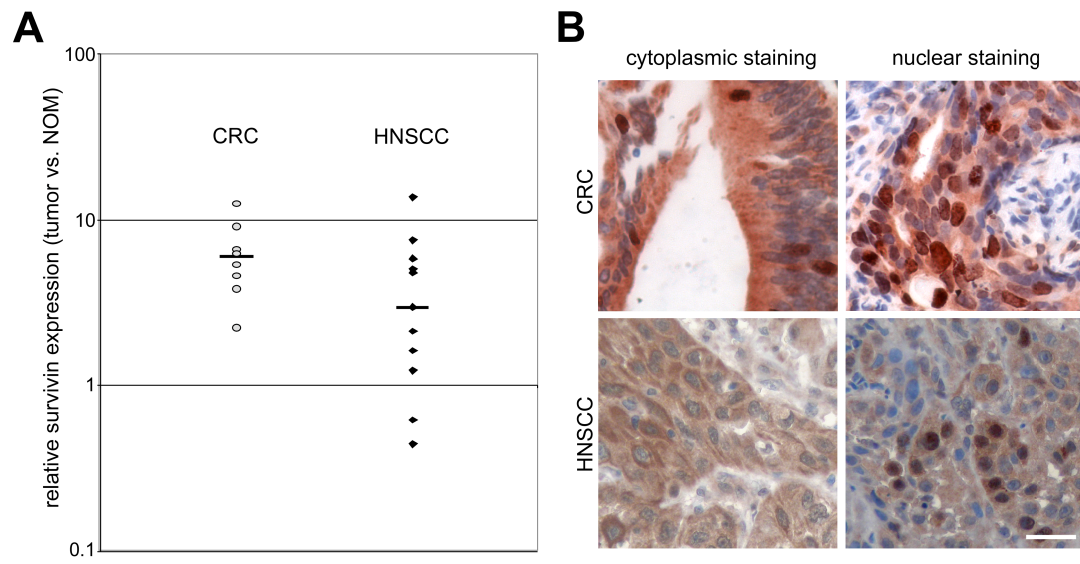 A
relative survivin expression (tumor vs. NOM)
100
10
1
0.1
CRC
HNSCC
B
cytoplasmic staining
nuclear staining
CRC
HNSCC